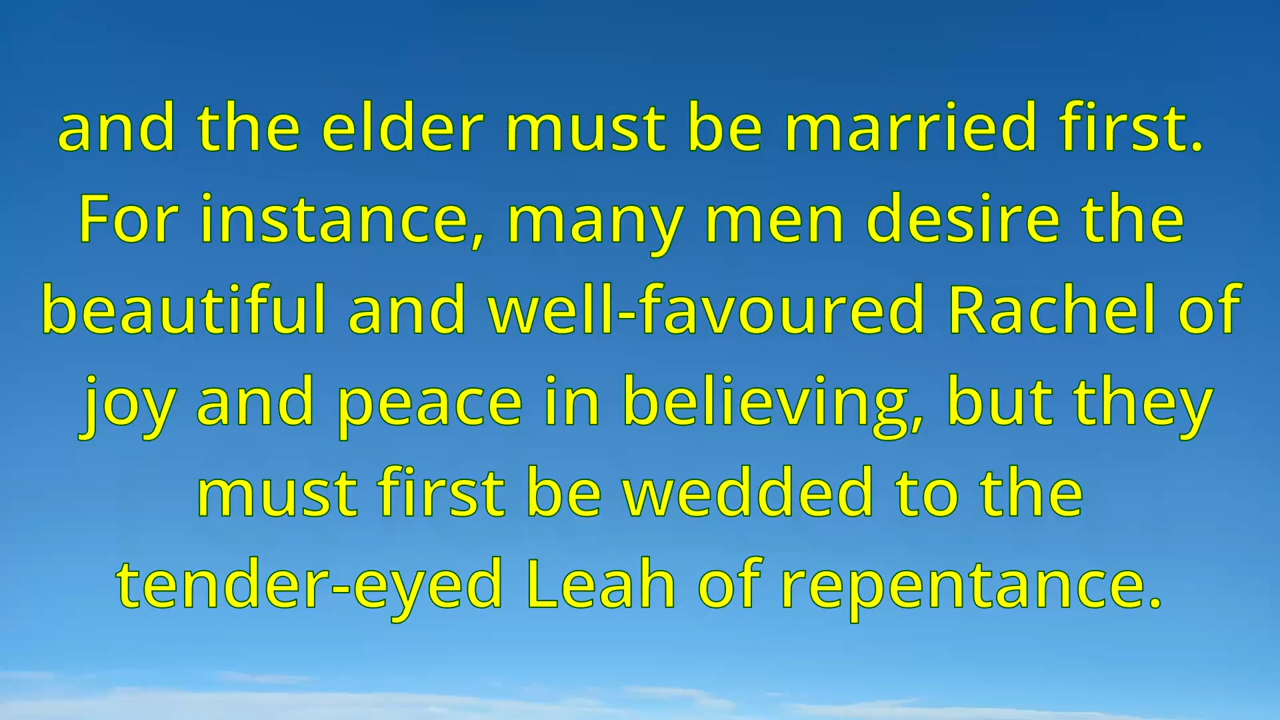 and the elder must be married first.
For instance, many men desire the
beautiful and well-favoured Rachel of
joy and peace in believing, but they
must first be wedded to the
tender-eyed Leah of repentance.